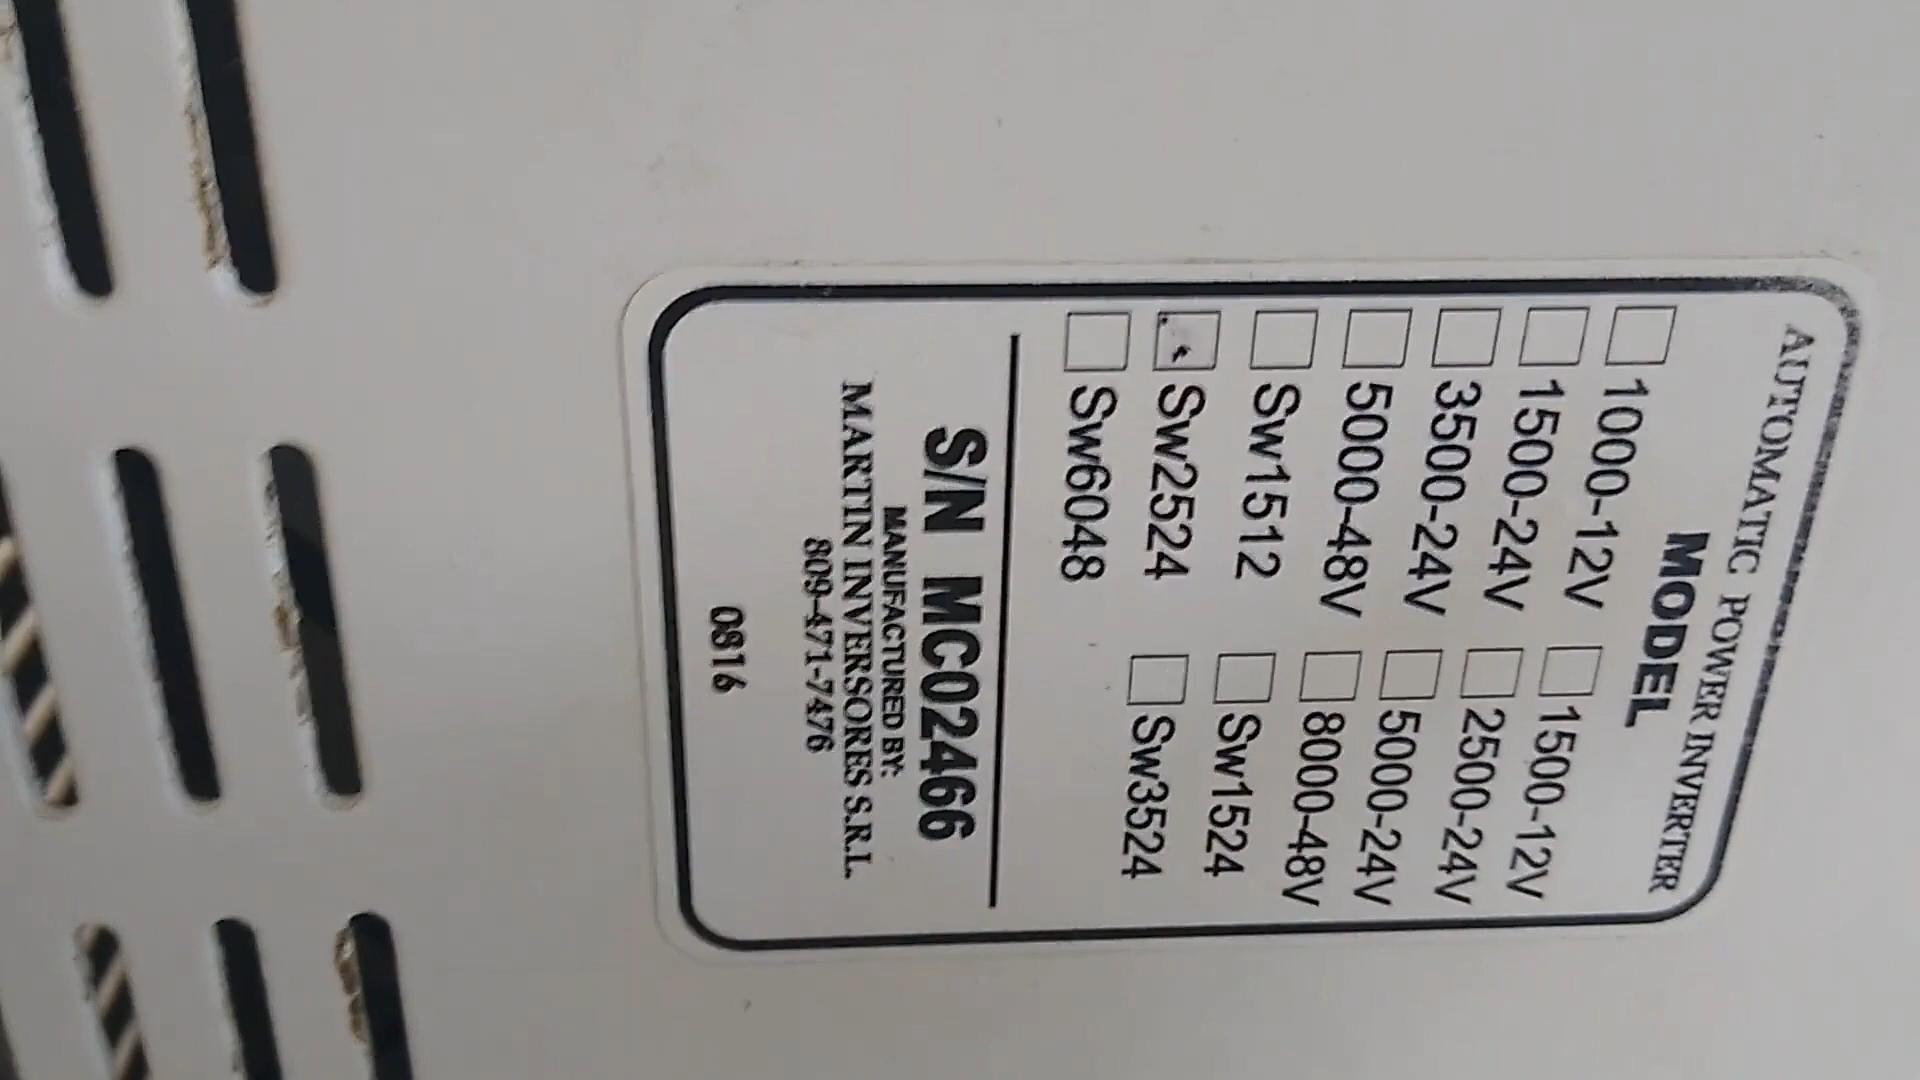 AUTOMATIC POWER INVERTER
MODEL
1000-12V 1500-12V
1500-24V 2500-24V
3500-24V 5000-24V
5000-48V 8000-48V
Sw1512 Sw1524
Sw2524 Sw3524
Sw6048
S/N MC02466
MANUFACTURED BY:
MARTIN INVERSORES S.R.L.
809-471-7476
0816